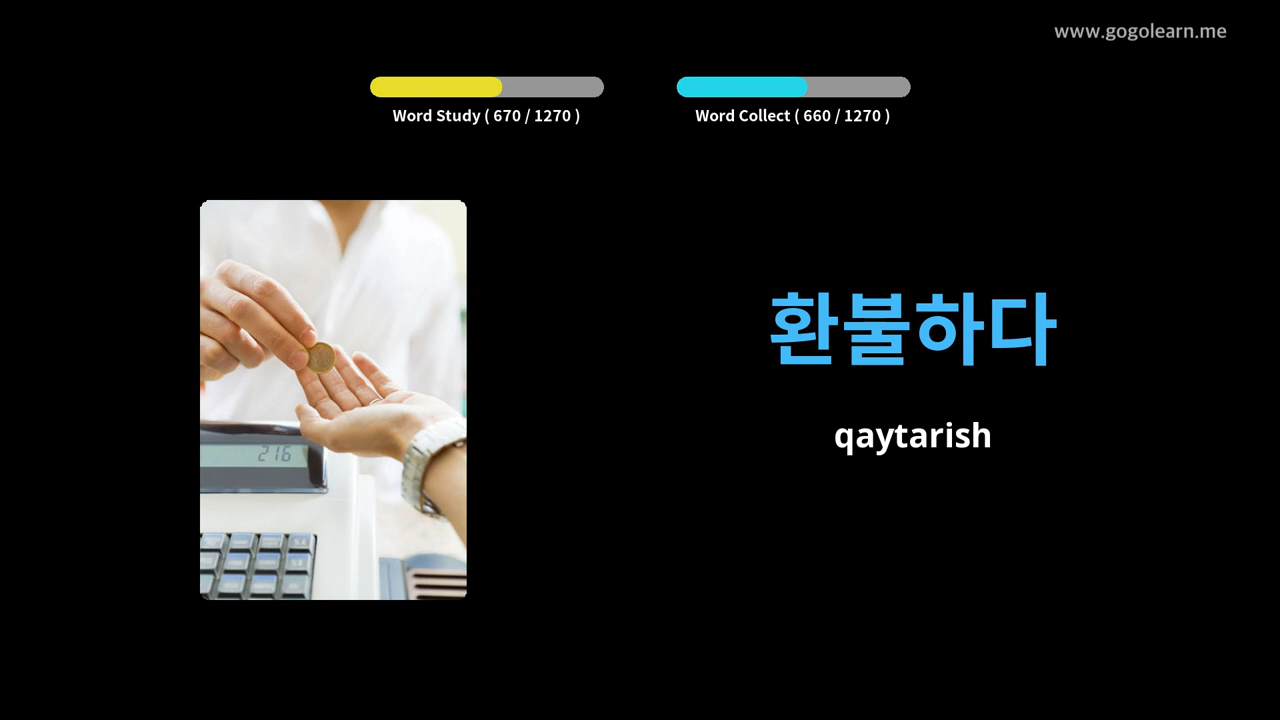 www.gogolearn.me
Word Study ( 670 / 1270 )
Word Collect ( 660 / 1270 )
환불하다
qaytarish
216